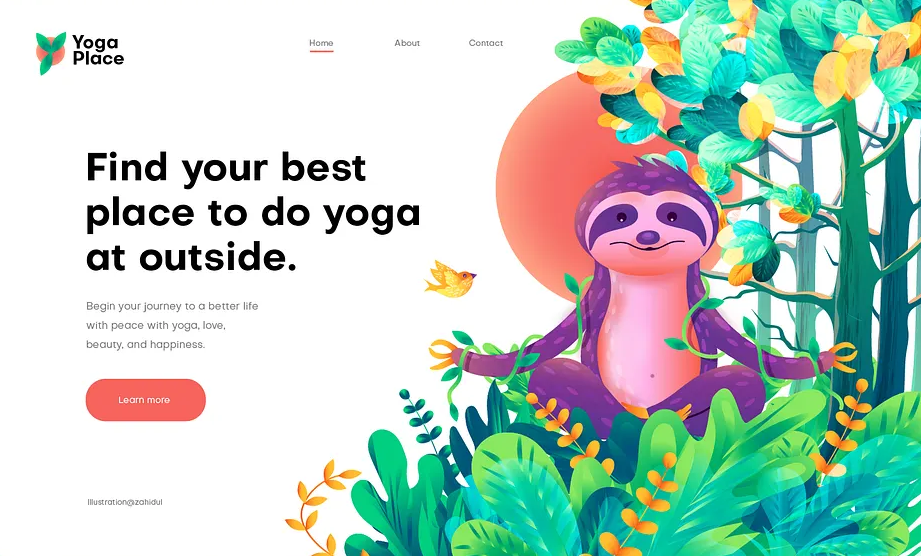 Yoga
Place
Home
About
Contact
Find your best
place to do yoga
at outside.
Begin your journey to a better life
with peace with yoga, love,
beauty, and happiness.
Learn more
Illustration@zahidul